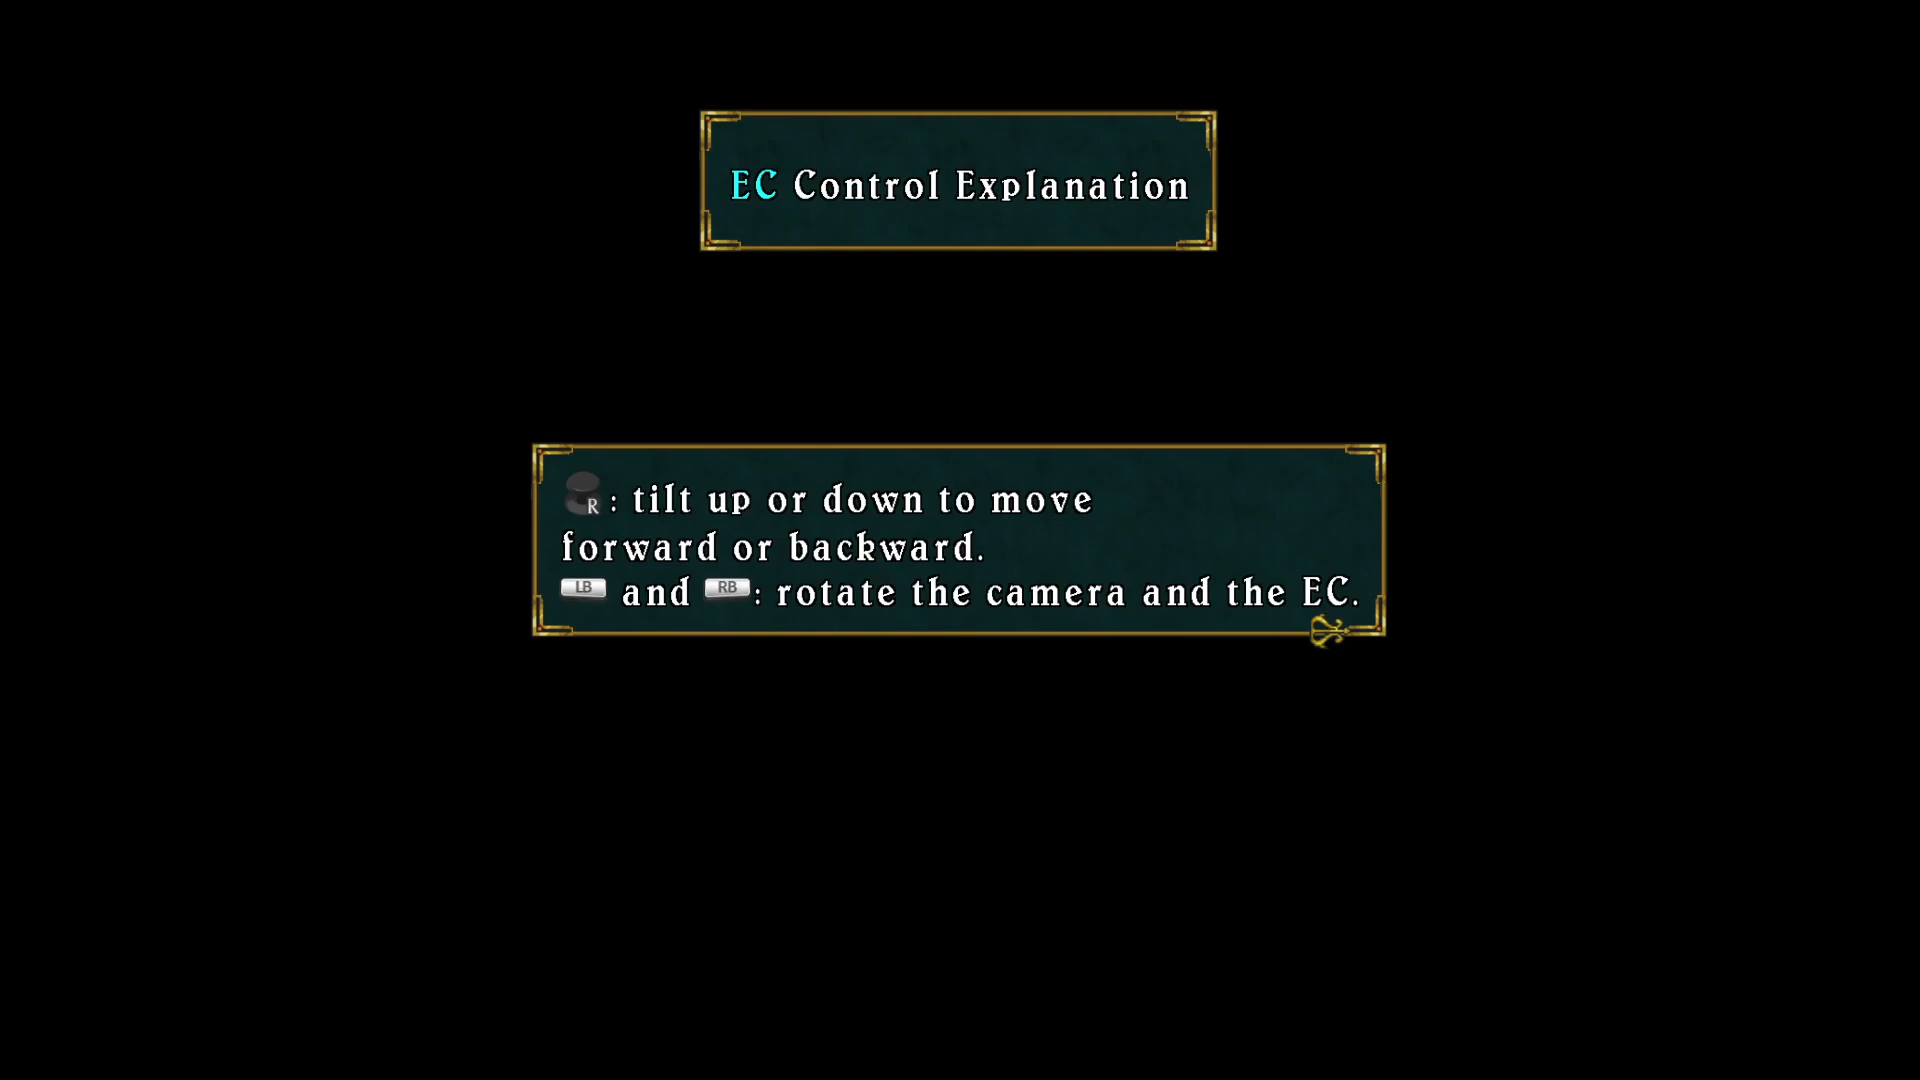 EC Control Explanation
R : tilt up or down to move
forward or backward.
LB and RB : rotate the camera and the EC.